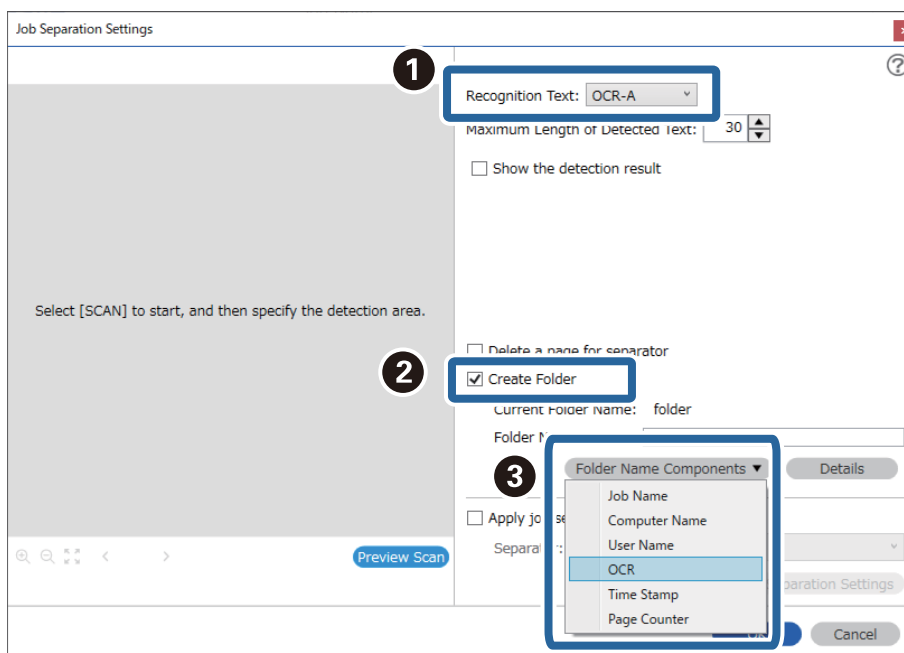 Job Separation Settings
?
1
Recognition Text: OCR-A
Maximum Length of Detected Text: 30
Show the detection result
Select [SCAN] to start, and then specify the detection area.
Delete a page for separator
2
Create Folder
Current Folder Name: folder
Folder
3
Folder Name Components Details
Job Name
Apply
Computer Name
User Name
OCR
Preview Scan
Time Stamp
Settings
Page Counter
Cancel